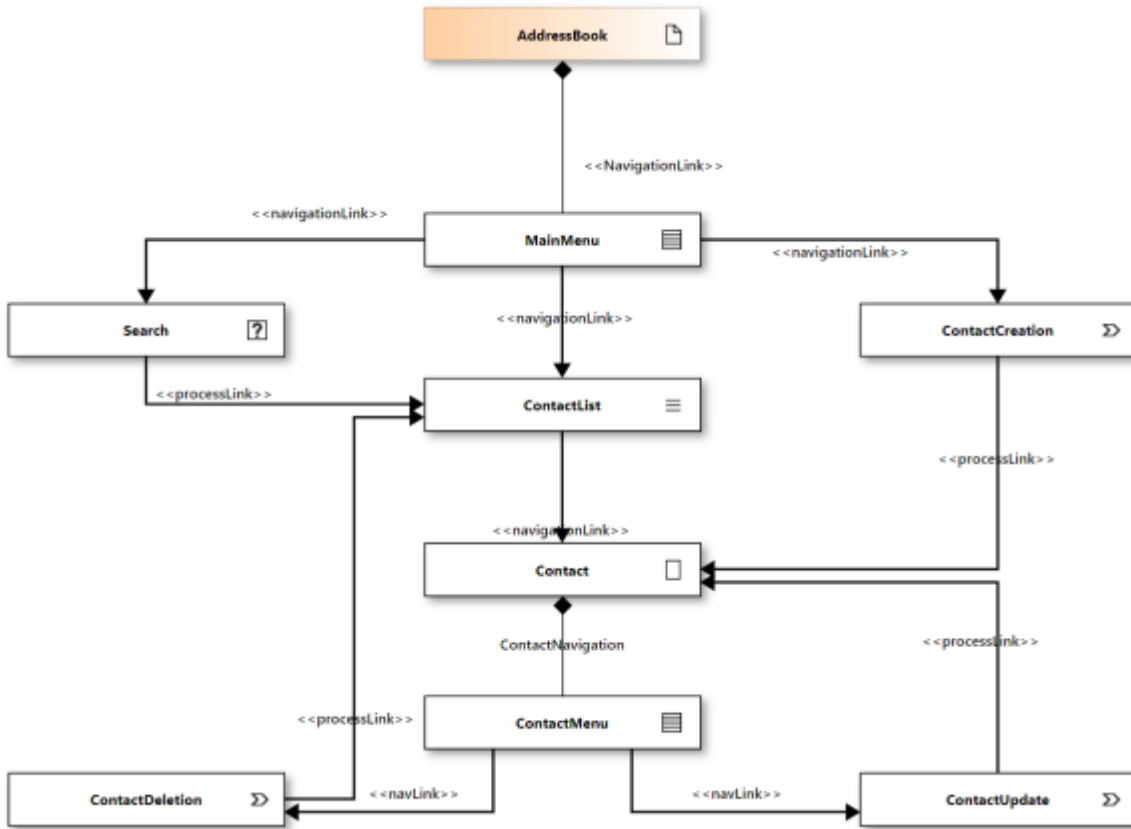 AddressBook
<<NavigationLink>>
<<navigationLink>>
MainMenu
<<navigationLink>>
Search
?
<<navigationLink>>
ContactCreation
<<processLink>>
ContactList
<<processLink>>
<<navigationLink>>
Contact
ContactNavigation
<<processLink>>
<<processLink>>
ContactMenu
ContactDeletion
<<navLink>>
<<navLink>>
ContactUpdate